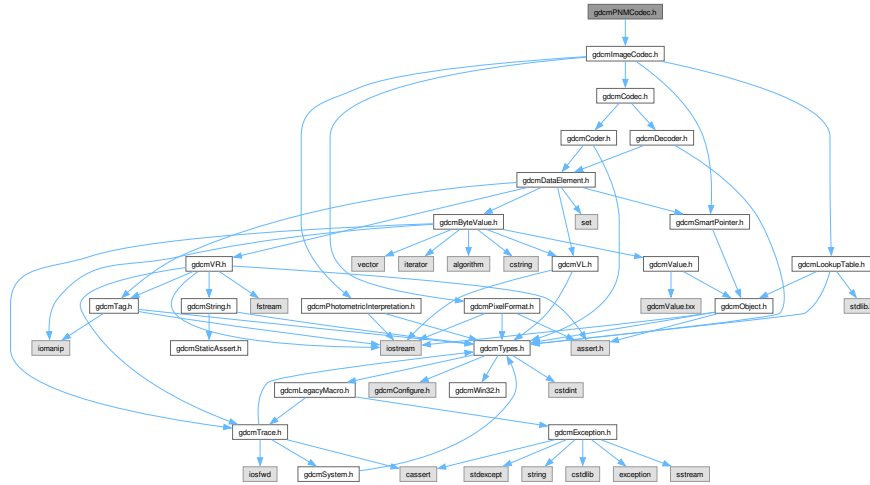 gdcmPNMCodec.h
gdcmImageCodec.h
gdcmCodec.h
gdcmCoder.h
gdcmDecoder.h
gdcmDataElement.h
gdcmByteValue.h
set
gdcmSmartPointer.h
gdcmVR.h
vector
iterator
algorithm
cstring
gdcmVL.h
gdcmValue.h
gdcmLookupTable.h
gdcmTag.h
gdcmString.h
fstream
gdcmPhotometricInterpretation.h
gdcmPixelFormat.h
gdcmValue.txx
gdcmObject.h
stdlib.h
iomanip
gdcmStaticAssert.h
iostream
gdcmTypes.h
assert.h
gdcmLegacyMacro.h
gdcmConfigure.h
gdcmWin32.h
cstdint
gdcmTrace.h
gdcmException.h
iosfwd
gdcmSystem.h
cassert
stdexcept
string
cstdlib
exception
sstream